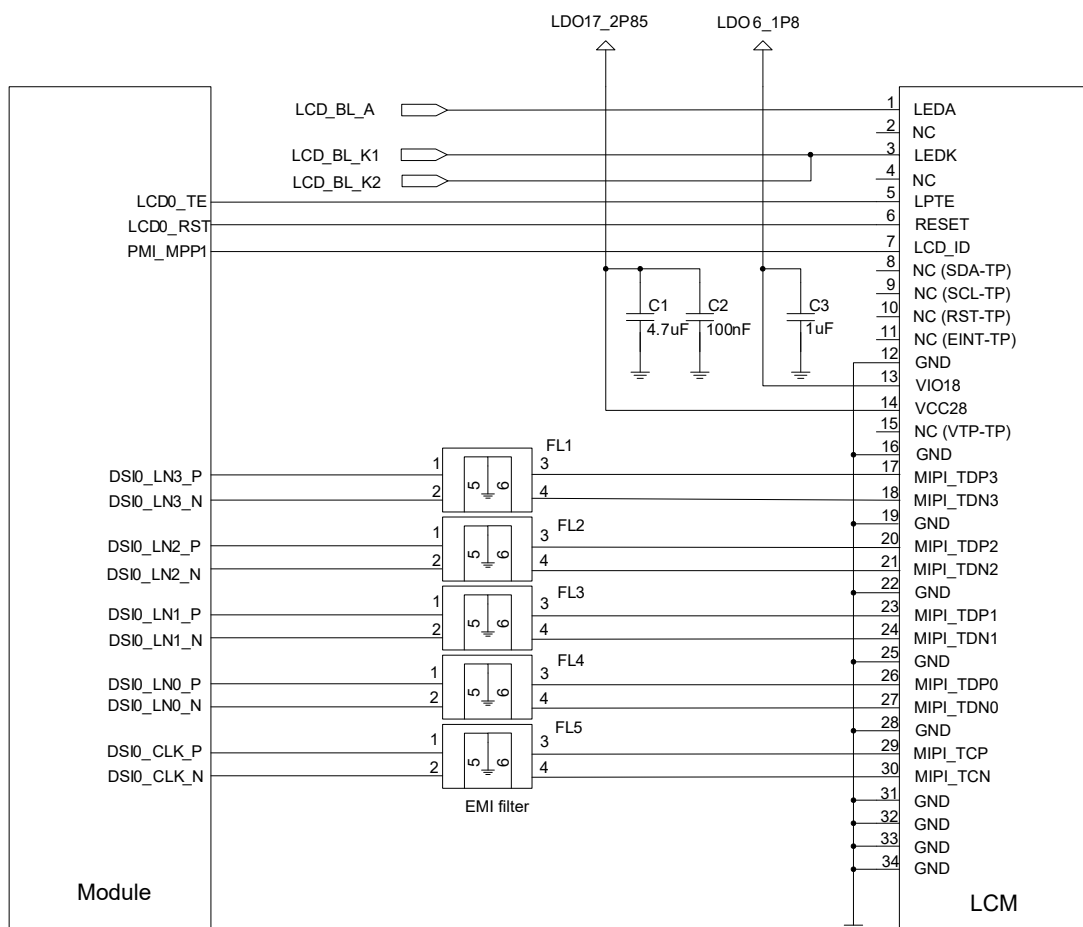 LDO17_2P85 LDO6_1P8
LCD_BL_A 1 LEDA
2 NC
LCD_BL_K1 3 LEDK
LCD_BL_K2 4 NC
LCD0_TE 5 LPTE
LCD0_RST 6 RESET
PMI_MPP1 7 LCD_ID
8 NC (SDA-TP)
9 NC (SCL-TP)
C1 C2 C3 10 NC (RST-TP)
4.7uF 100nF 1uF 11 NC (EINT-TP)
12 GND
13 VIO18
14 VCC28
15 NC (VTP-TP)
FL1 16 GND
DSI0_LN3_P 1 5 6 3 17 MIPI_TDP3
DSI0_LN3_N 2 4 18 MIPI_TDN3
FL2 19 GND
DSI0_LN2_P 1 5 6 3 20 MIPI_TDP2
DSI0_LN2_N 2 4 21 MIPI_TDN2
FL3 22 GND
DSI0_LN1_P 1 5 6 3 23 MIPI_TDP1
DSI0_LN1_N 2 4 24 MIPI_TDN1
FL4 25 GND
DSI0_LN0_P 1 5 6 3 26 MIPI_TDP0
DSI0_LN0_N 2 4 27 MIPI_TDN0
FL5 28 GND
DSI0_CLK_P 1 5 6 3 29 MIPI_TCP
DSI0_CLK_N 2 4 30 MIPI_TCN
EMI filter 31 GND
32 GND
33 GND
34 GND
Module LCM